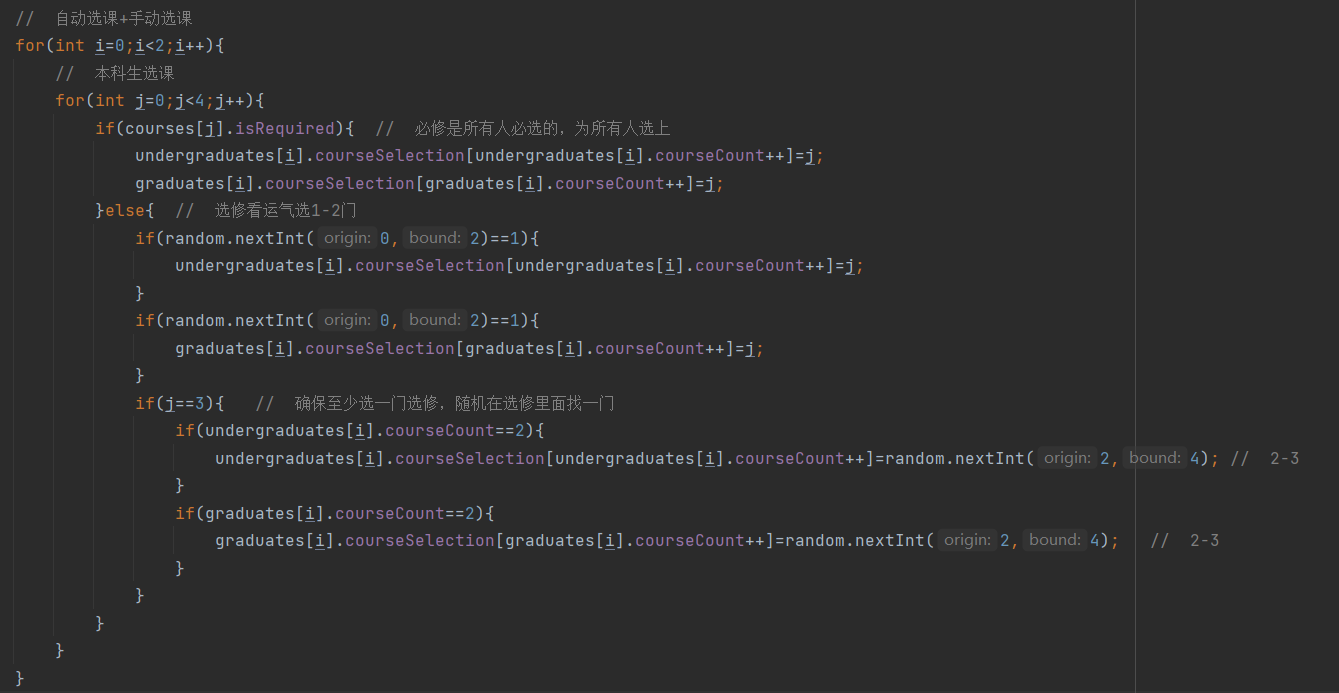 //  自动选课+手动选课
for(int i=0;i<2;i++){
    //  本科生选课
    for(int j=0;j<4;j++){
        if(courses[j].isRequired){  //  必修是所有人必选的，为所有人选上
            undergraduates[i].courseSelection[undergraduates[i].courseCount++]=j;
            graduates[i].courseSelection[graduates[i].courseCount++]=j;
        }else{  //  选修看运气选1-2门
            if(random.nextInt( origin: 0, bound: 2)==1){
                undergraduates[i].courseSelection[undergraduates[i].courseCount++]=j;
            }
            if(random.nextInt( origin: 0, bound: 2)==1){
                graduates[i].courseSelection[graduates[i].courseCount++]=j;
            }
            if(j==3){   //  确保至少选一门选修，随机在选修里面找一门
                if(undergraduates[i].courseCount==2){
                    undergraduates[i].courseSelection[undergraduates[i].courseCount++]=random.nextInt( origin: 2, bound: 4); //  2-3
                }
                if(graduates[i].courseCount==2){
                    graduates[i].courseSelection[graduates[i].courseCount++]=random.nextInt( origin: 2, bound: 4);   //  2-3
                }
            }
        }
    }
}